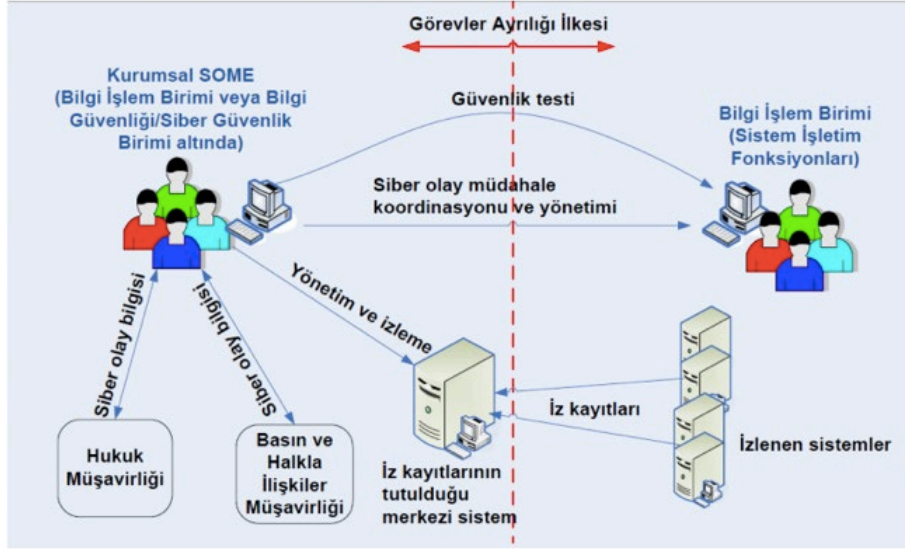 Görevler Ayrılığı İlkesi
Kurumsal SOME
(Bilgi İşlem Birimi veya Bilgi
Güvenliği/Siber Güvenlik
Birimi altında)
Güvenlik testi
Bilgi İşlem Birimi
(Sistem İşletim
Fonksiyonları)
Siber olay müdahale
koordinasyonu ve yönetimi
Siber olay bilgisi
Siber olay bilgisi
Yönetim ve izleme
İz kayıtları
Hukuk
Müşavirliği
Basın ve
Halkla
İlişkiler
Müşavirliği
İz kayıtlarının
tutulduğu
merkezi sistem
İzlenen sistemler